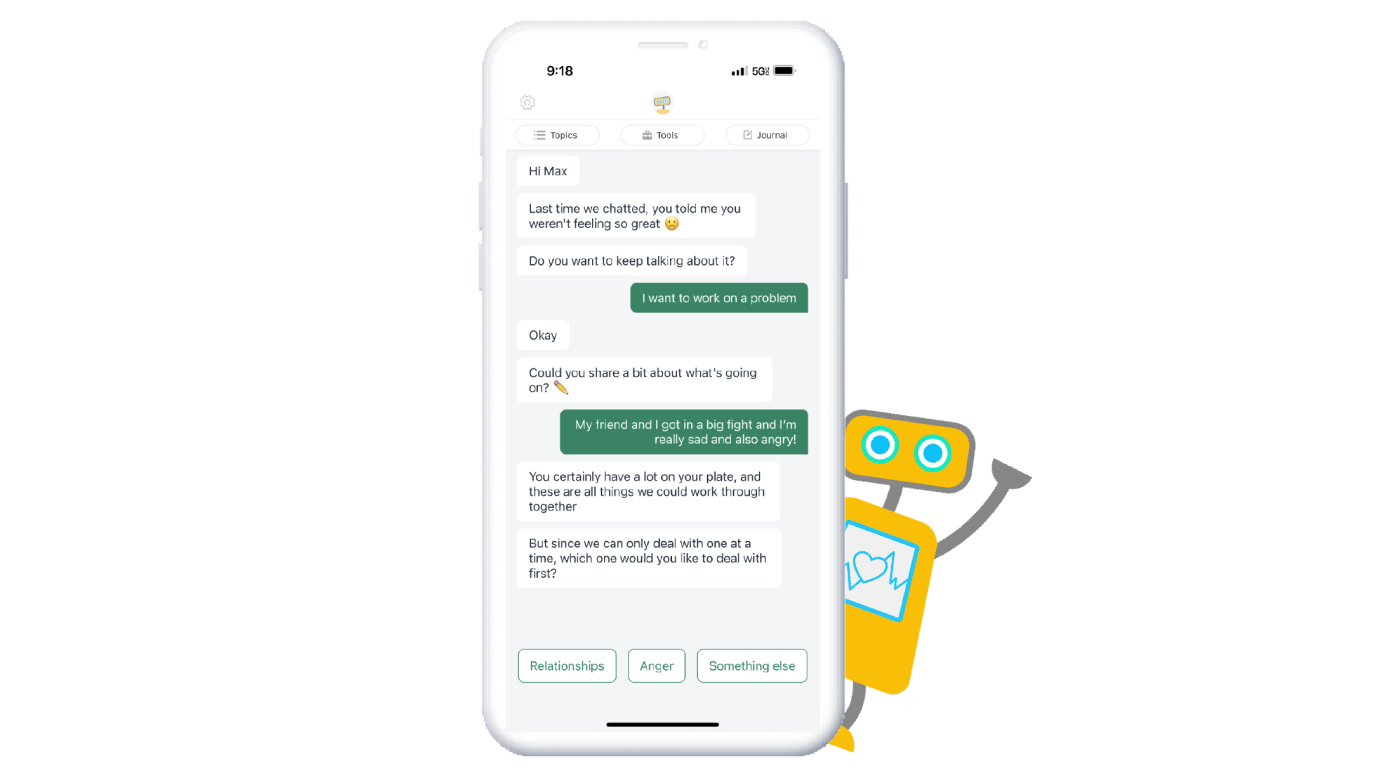 9:18
5G
Topics
Tools
Journal
Hi Max
Last time we chatted, you told me you
weren't feeling so great 🙁
Do you want to keep talking about it?
I want to work on a problem
Okay
Could you share a bit about what's going
on? ✏️
My friend and I got in a big fight and I'm
really sad and also angry!
You certainly have a lot on your plate, and
these are all things we could work through
together
But since we can only deal with one at a
time, which one would you like to deal with
first?
Relationships
Anger
Something else